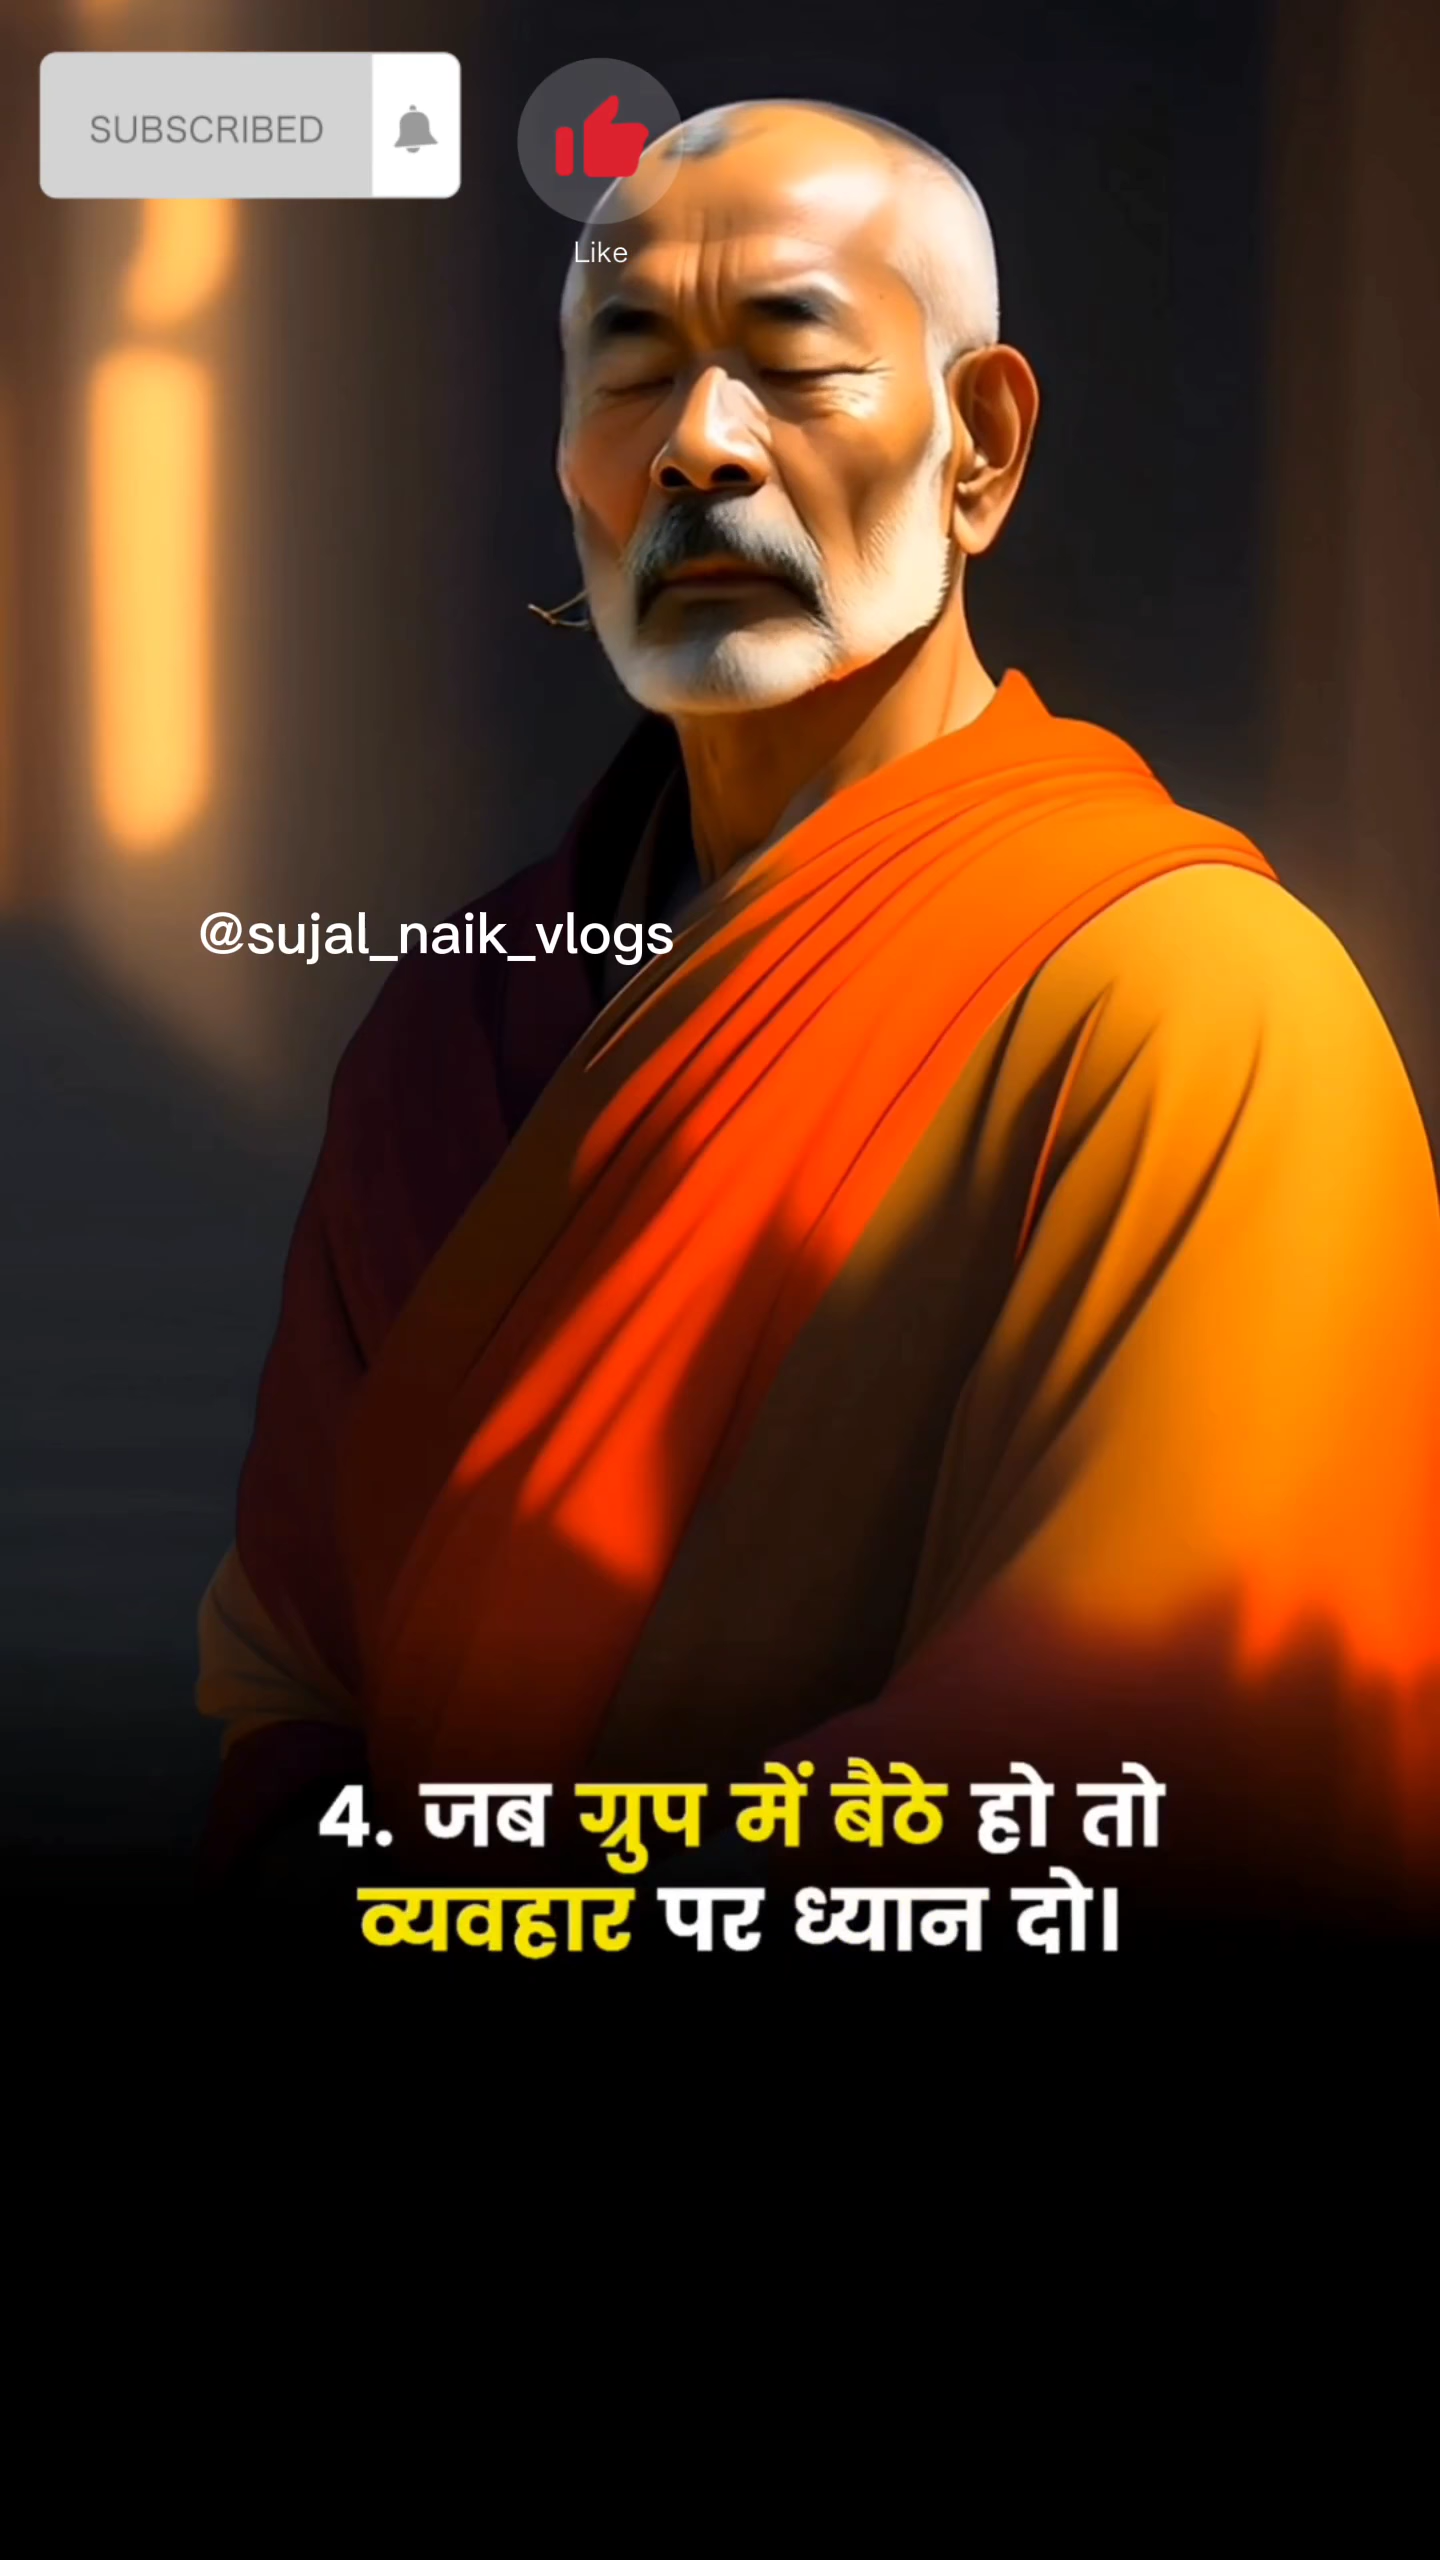 SUBSCRIBED
Like
@sujal_naik_vlogs
4. जब ग्रुप में बैठे हो तो
व्यवहार पर ध्यान दो।